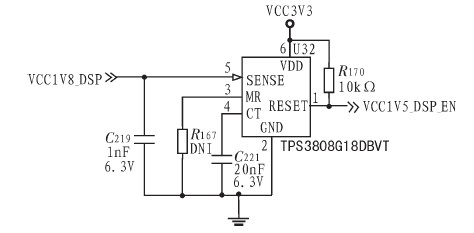 VCC3V3
6 U32
VDD
VCC1V8_DSP
5
SENSE
3
MR
4
CT
RESET
1
GND
2
R170
10kΩ
VCC1V5_DSP_EN
TPS3808G18DBVT
C219
1nF
6.3V
R167
DN1
C221
20nF
6.3V